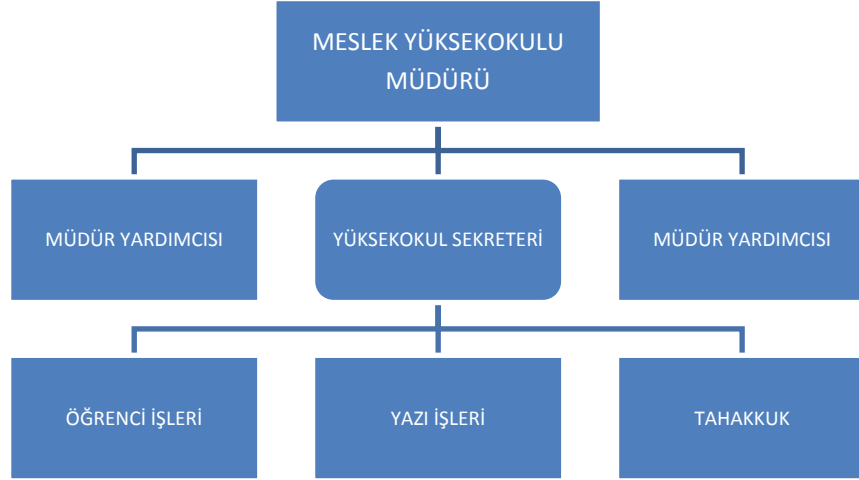 MESLEK YÜKSEKOKULU
MÜDÜRÜ
MÜDÜR YARDIMCISI
YÜKSEKOKUL SEKRETERİ
MÜDÜR YARDIMCISI
ÖĞRENCİ İŞLERİ
YAZI İŞLERİ
TAHAKKUK